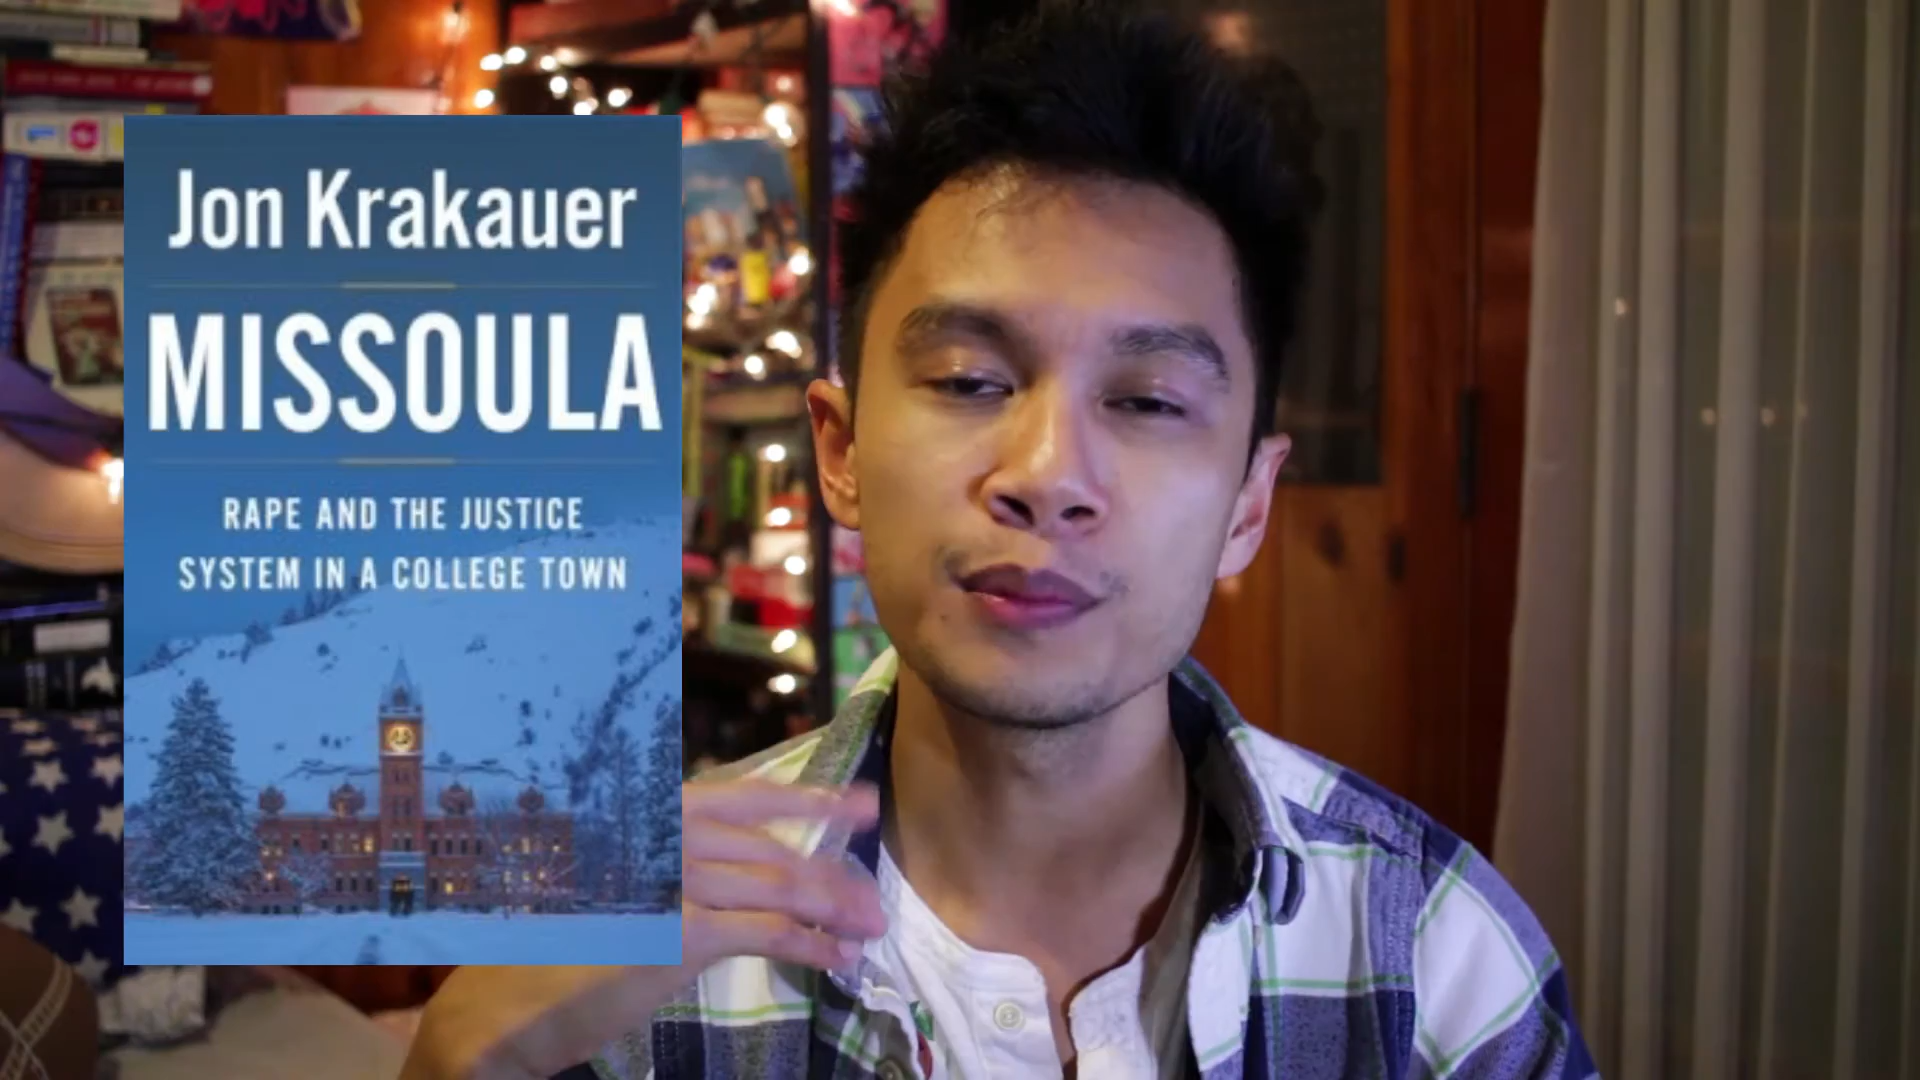 Jon Krakauer
MISSOULA
RAPE AND THE JUSTICE
SYSTEM IN A COLLEGE TOWN